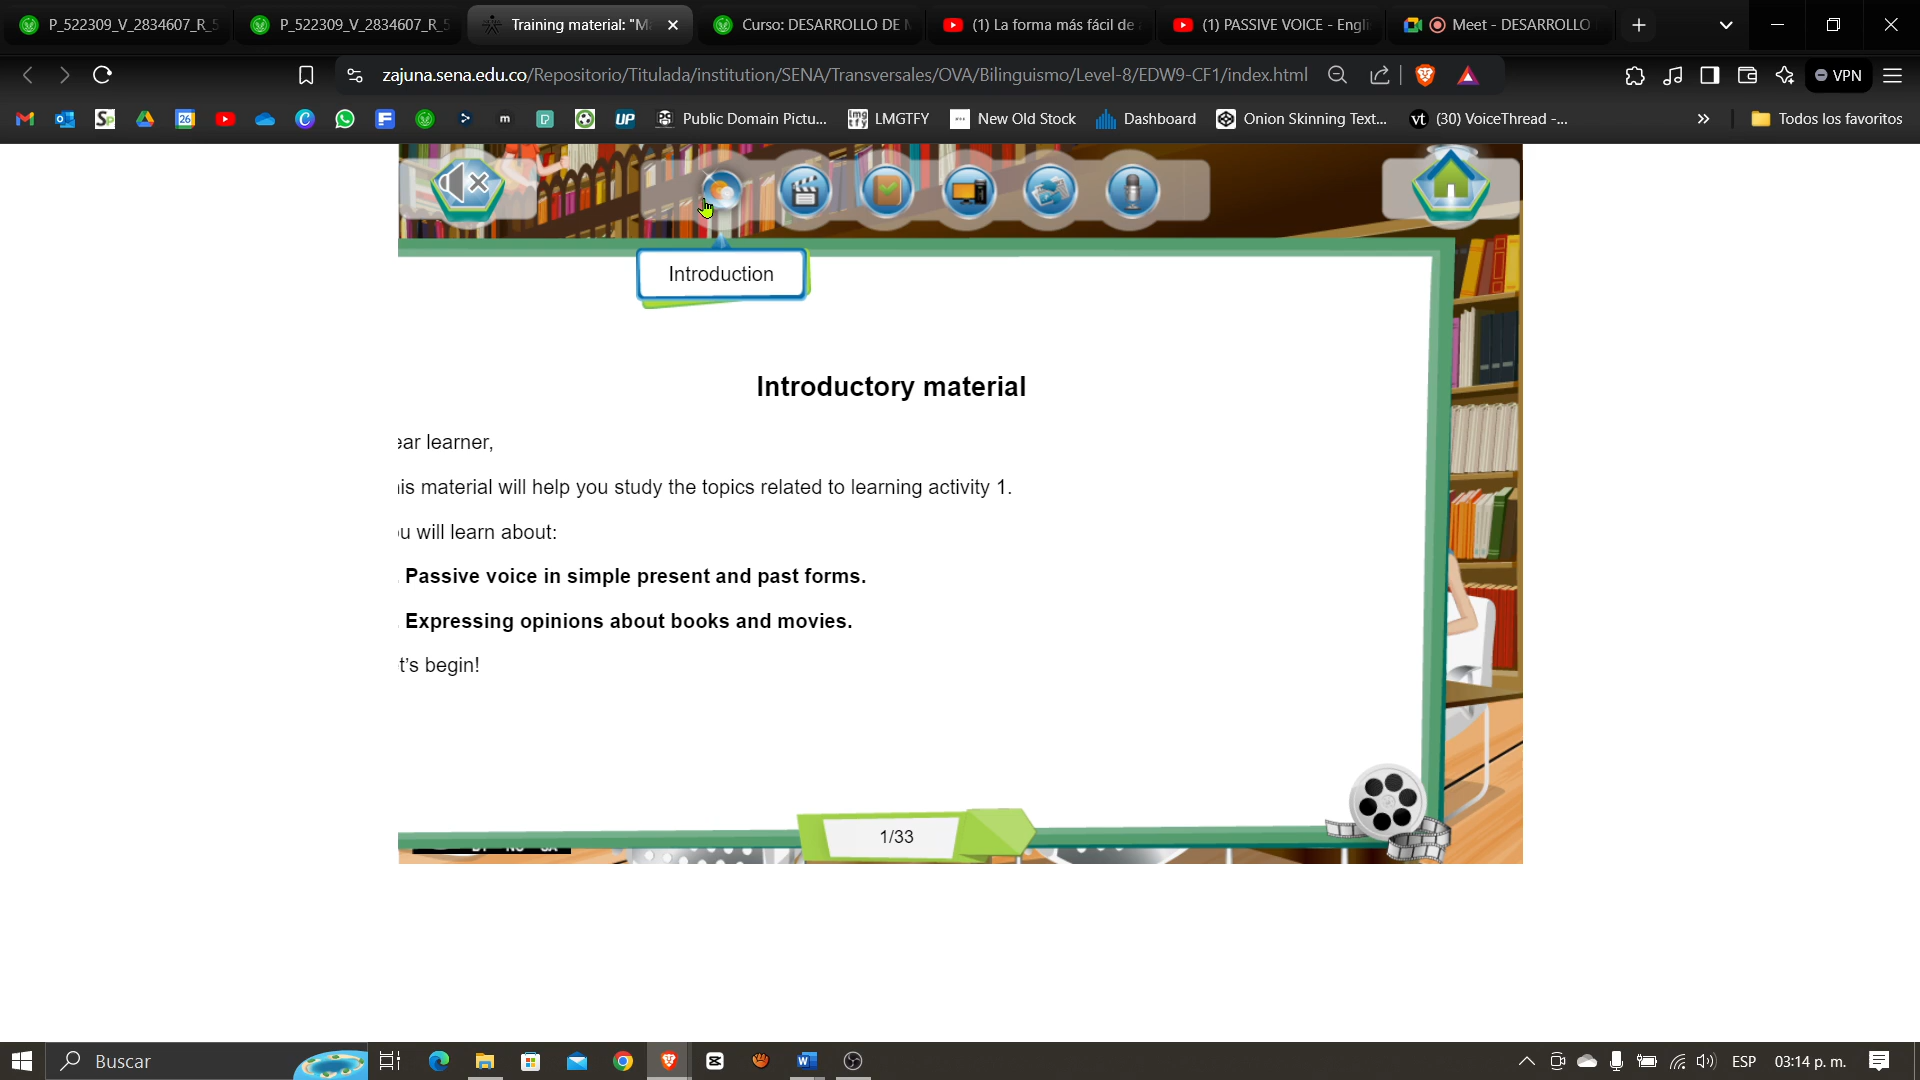 P_522309_V_2834607_R_5
P_522309_V_2834607_R_5
Training material: "M
Curso: DESARROLLO DE M
(1) La forma más fácil de
(1) PASSIVE VOICE - Engli
Meet - DESARROLLO
zajuna.sena.edu.co/Repositorio/Titulada/institution/SENA/Transversales/OVA/Bilinguismo/Level-8/EDW9-CF1/index.html
VPN
Public Domain Pictu...
LMGTFY
New Old Stock
Dashboard
Onion Skinning Text...
(30) VoiceThread -...
Todos los favoritos
Introduction
Introductory material
ear learner,
is material will help you study the topics related to learning activity 1.
u will learn about:
. Passive voice in simple present and past forms.
. Expressing opinions about books and movies.
t's begin!
1/33
Buscar
ESP
03:14 p. m.